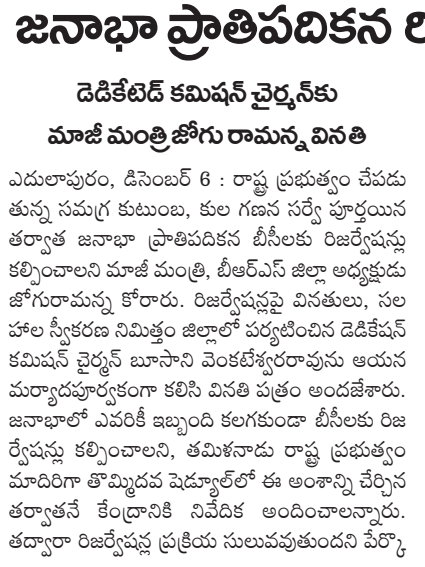 జనాభా ప్రాతిపదికన
డెడికేటెడ్ కమిషన్ చైర్మన్‌కు
మాజీ మంత్రి జోగు రామన్న వినతి
ఎదులాపురం, డిసెంబర్ 6 : రాష్ట్ర ప్రభుత్వం చేపడు
తున్న సమగ్ర కుటుంబ, కుల గణన సర్వే పూర్తయిన
తర్వాత జనాభా ప్రాతిపదికన బీసీలకు రిజర్వేషన్లు
కల్పించాలని మాజీ మంత్రి, బీఆర్ఎస్ జిల్లా అధ్యక్షుడు
జోగురామన్న కోరారు. రిజర్వేషన్లపై వినతులు, సల
హాల స్వీకరణ నిమిత్తం జిల్లాలో పర్యటించిన డెడికేషన్
కమిషన్ చైర్మన్ బూసాని వెంకటేశ్వరరావును ఆయన
మర్యాదపూర్వకంగా కలిసి వినతి పత్రం అందజేశారు.
జనాభాలో ఎవరికీ ఇబ్బంది కలగకుండా బీసీలకు రిజ
ర్వేషన్లు కల్పించాలని, తమిళనాడు రాష్ట్ర ప్రభుత్వం
మాదిరిగా తొమ్మిదవ షెడ్యూల్‌లో ఈ అంశాన్ని చేర్చిన
తర్వాతనే కేంద్రానికి నివేదిక అందించాలన్నారు.
తద్వారా రిజర్వేషన్ల ప్రక్రియ సులువవుతుందని పేర్కొ